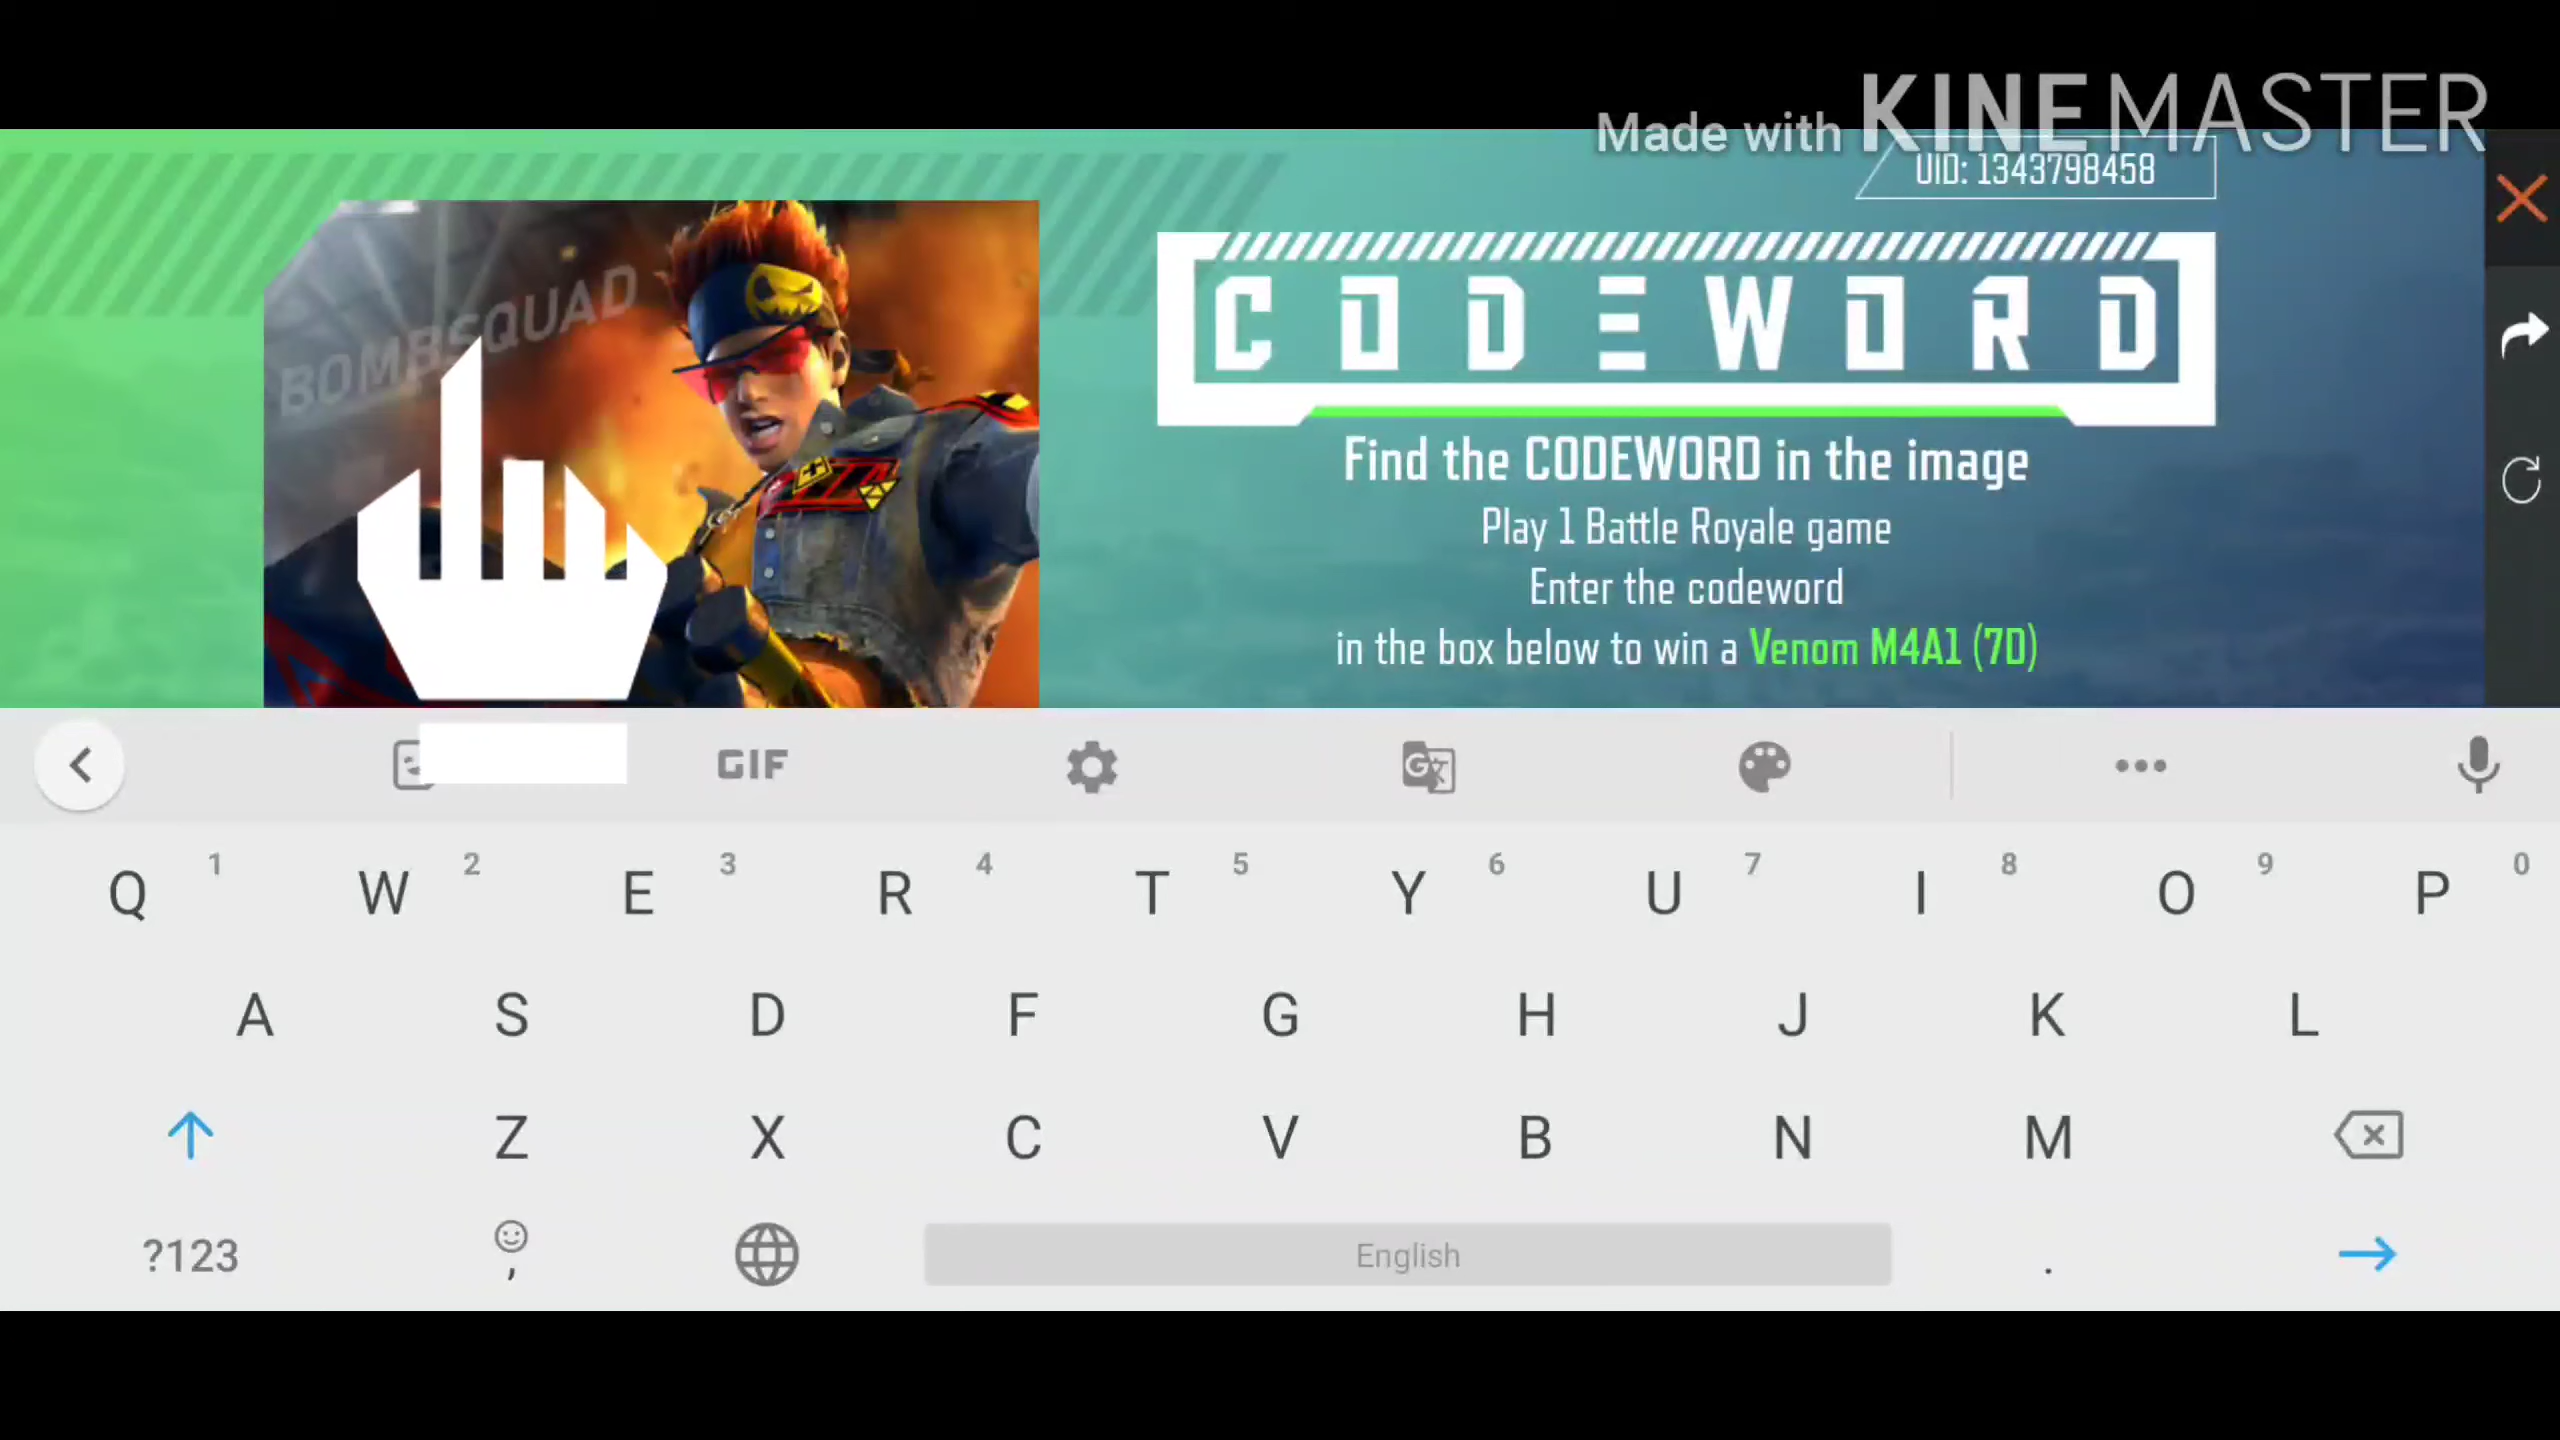 Made with KINEMASTER
UID: 1343798458
BOMBSQUAD
CODEWORD
Find the CODEWORD in the image
Play 1 Battle Royale game
Enter the codeword
in the box below to win a Venom M4A1 (7D)
GIF
G
Q 1 W 2 E 3 R 4 T 5 Y 6 U 7 I 8 O 9 P 0
A S D F G H J K L
Z X C V B N M
?123 , English .